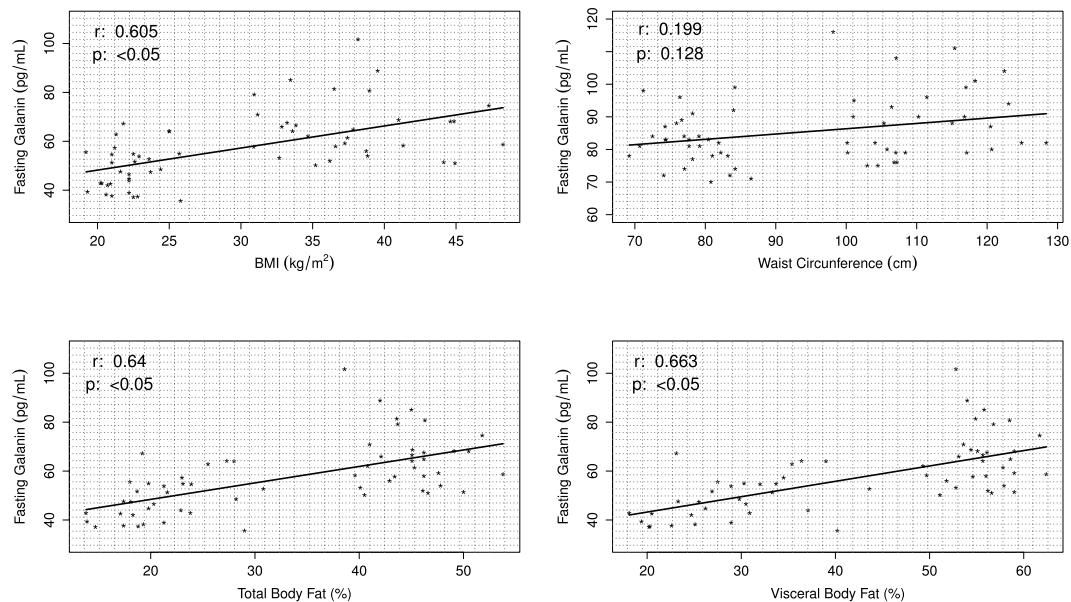 r: 0.605
p: <0.05
Fasting Galanin (pg/mL)
40 60 80 100
20 25 30 35 40 45
BMI (kg/m²)
r: 0.199
p: 0.128
Fasting Galanin (pg/mL)
60 70 80 90 100 120
70 80 90 100 110 120 130
Waist Circunference (cm)
r: 0.64
p: <0.05
Fasting Galanin (pg/mL)
40 60 80 100
20 30 40 50
Total Body Fat (%)
r: 0.663
p: <0.05
Fasting Galanin (pg/mL)
40 60 80 100
20 30 40 50 60
Visceral Body Fat (%)